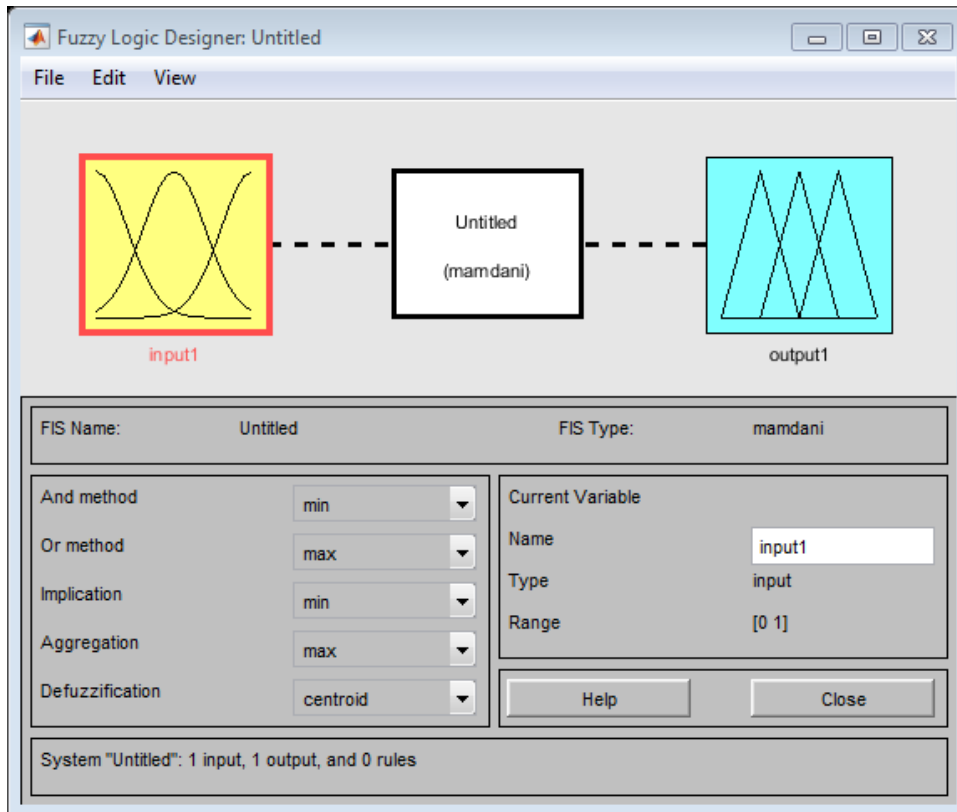 Fuzzy Logic Designer: Untitled
File Edit View
Untitled
(mamdani)
input1
output1
FIS Name: Untitled FIS Type: mamdani
And method min
Or method max
Implication min
Aggregation max
Defuzzification centroid
Current Variable
Name input1
Type input
Range [0 1]
Help Close
System "Untitled": 1 input, 1 output, and 0 rules